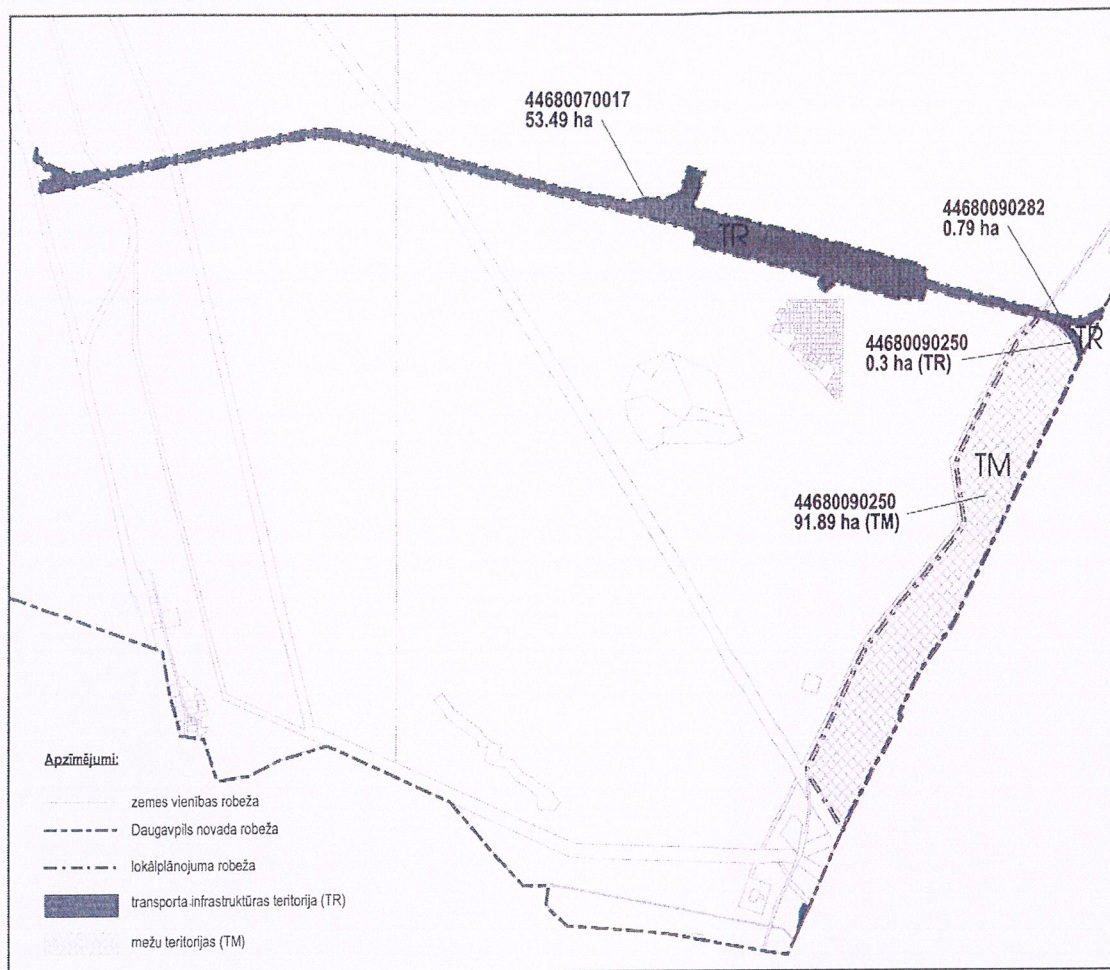 44680070017
53.49 ha
44680090282
0.79 ha
TR
TR
44680090250
0.3 ha (TR)
TM
44680090250
91.89 ha (TM)
Apzīmējumi:
zemes vienības robeža
Daugavpils novada robeža
lokālplānojuma robeža
transporta infrastruktūras teritorija (TR)
mežu teritorijas (TM)